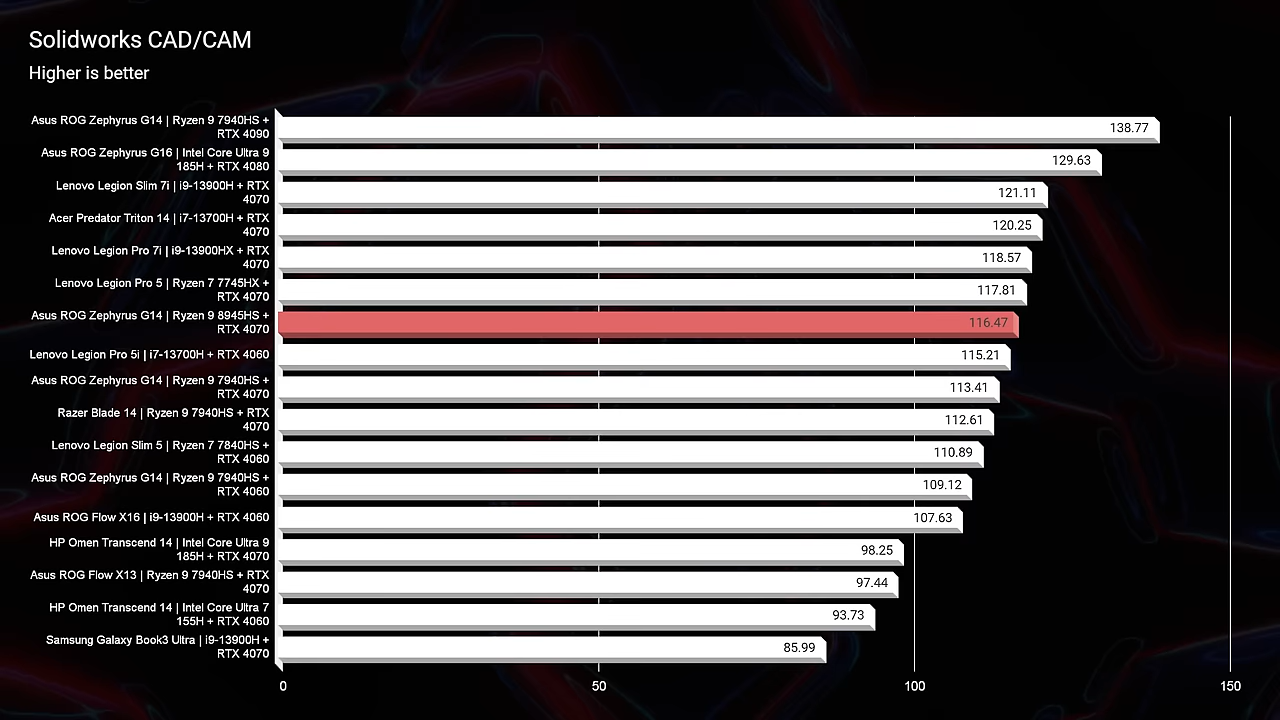 Solidworks CAD/CAM
Higher is better
Asus ROG Zephyrus G14 | Ryzen 9 7940HS +
RTX 4090
138.77
Asus ROG Zephyrus G16 | Intel Core Ultra 9
185H + RTX 4080
129.63
Lenovo Legion Slim 7i | i9-13900H + RTX
4070
121.11
Acer Predator Triton 14 | i7-13700H + RTX
4070
120.25
Lenovo Legion Pro 7i | i9-13900HX + RTX
4070
118.57
Lenovo Legion Pro 5 | Ryzen 7 7745HX +
RTX 4070
117.81
Asus ROG Zephyrus G14 | Ryzen 9 8945HS +
RTX 4070
116.47
Lenovo Legion Pro 5i | i7-13700H + RTX 4060
115.21
Asus ROG Zephyrus G14 | Ryzen 9 7940HS +
RTX 4070
113.41
Razer Blade 14 | Ryzen 9 7940HS + RTX
4070
112.61
Lenovo Legion Slim 5 | Ryzen 7 7840HS +
RTX 4060
110.89
Asus ROG Zephyrus G14 | Ryzen 9 7940HS +
RTX 4060
109.12
Asus ROG Flow X16 | i9-13900H + RTX 4060
107.63
HP Omen Transcend 14 | Intel Core Ultra 9
185H + RTX 4070
98.25
Asus ROG Flow X13 | Ryzen 9 7940HS + RTX
4070
97.44
HP Omen Transcend 14 | Intel Core Ultra 7
155H + RTX 4060
93.73
Samsung Galaxy Book3 Ultra | i9-13900H +
RTX 4070
85.99
0 50 100 150